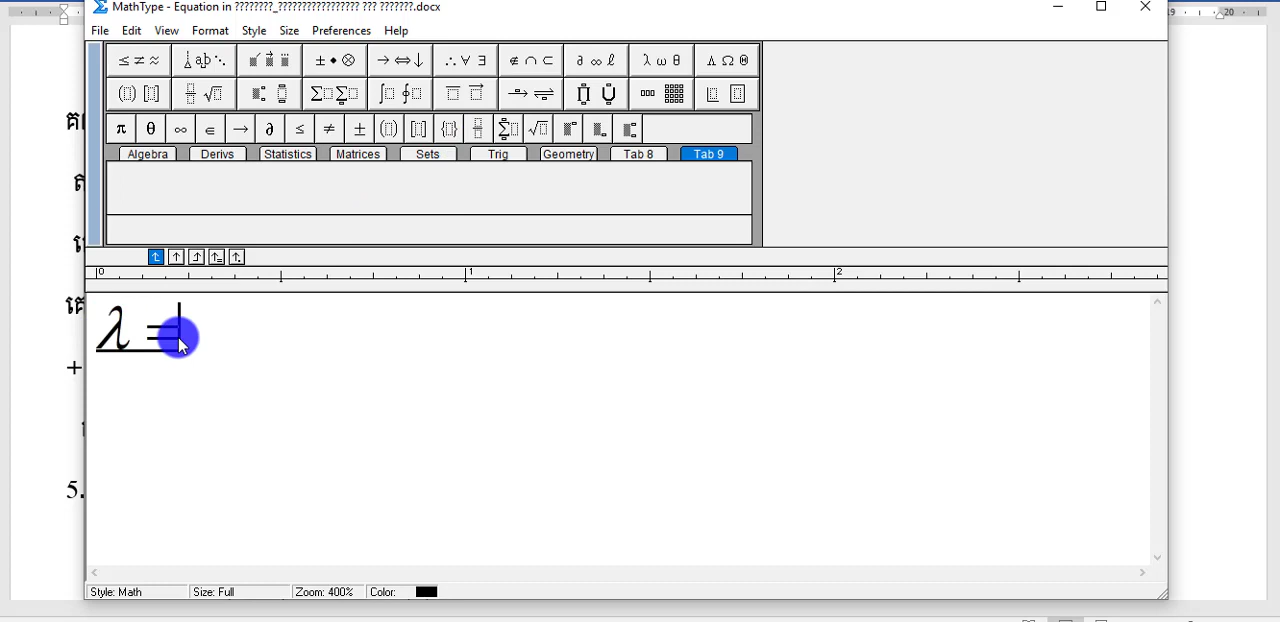 MathType - Equation in ????????_????????????????? ??? ???????.docx
File Edit View Format Style Size Preferences Help
≤ ≠ ≈ ∴ ∀ ∃ ∉ ∩ ⊂ ∂ ∞ ℓ λ ω θ Λ Ω Θ
π θ ∞ ∈ → ∂ ≤ ≠ ±
Algebra Derivs Statistics Matrices Sets Trig Geometry Tab 8 Tab 9
0 1 2
20
λ =
+
5.
Style: Math Size: Full Zoom: 400% Color: